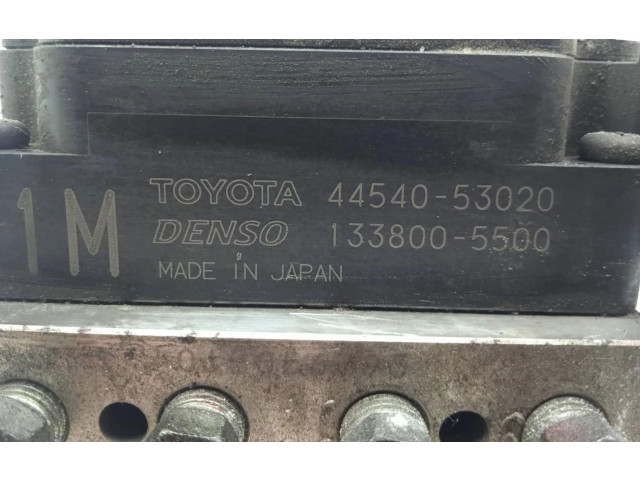 1M
TOYOTA 44540-53020
DENSO 133800-5500
MADE IN JAPAN